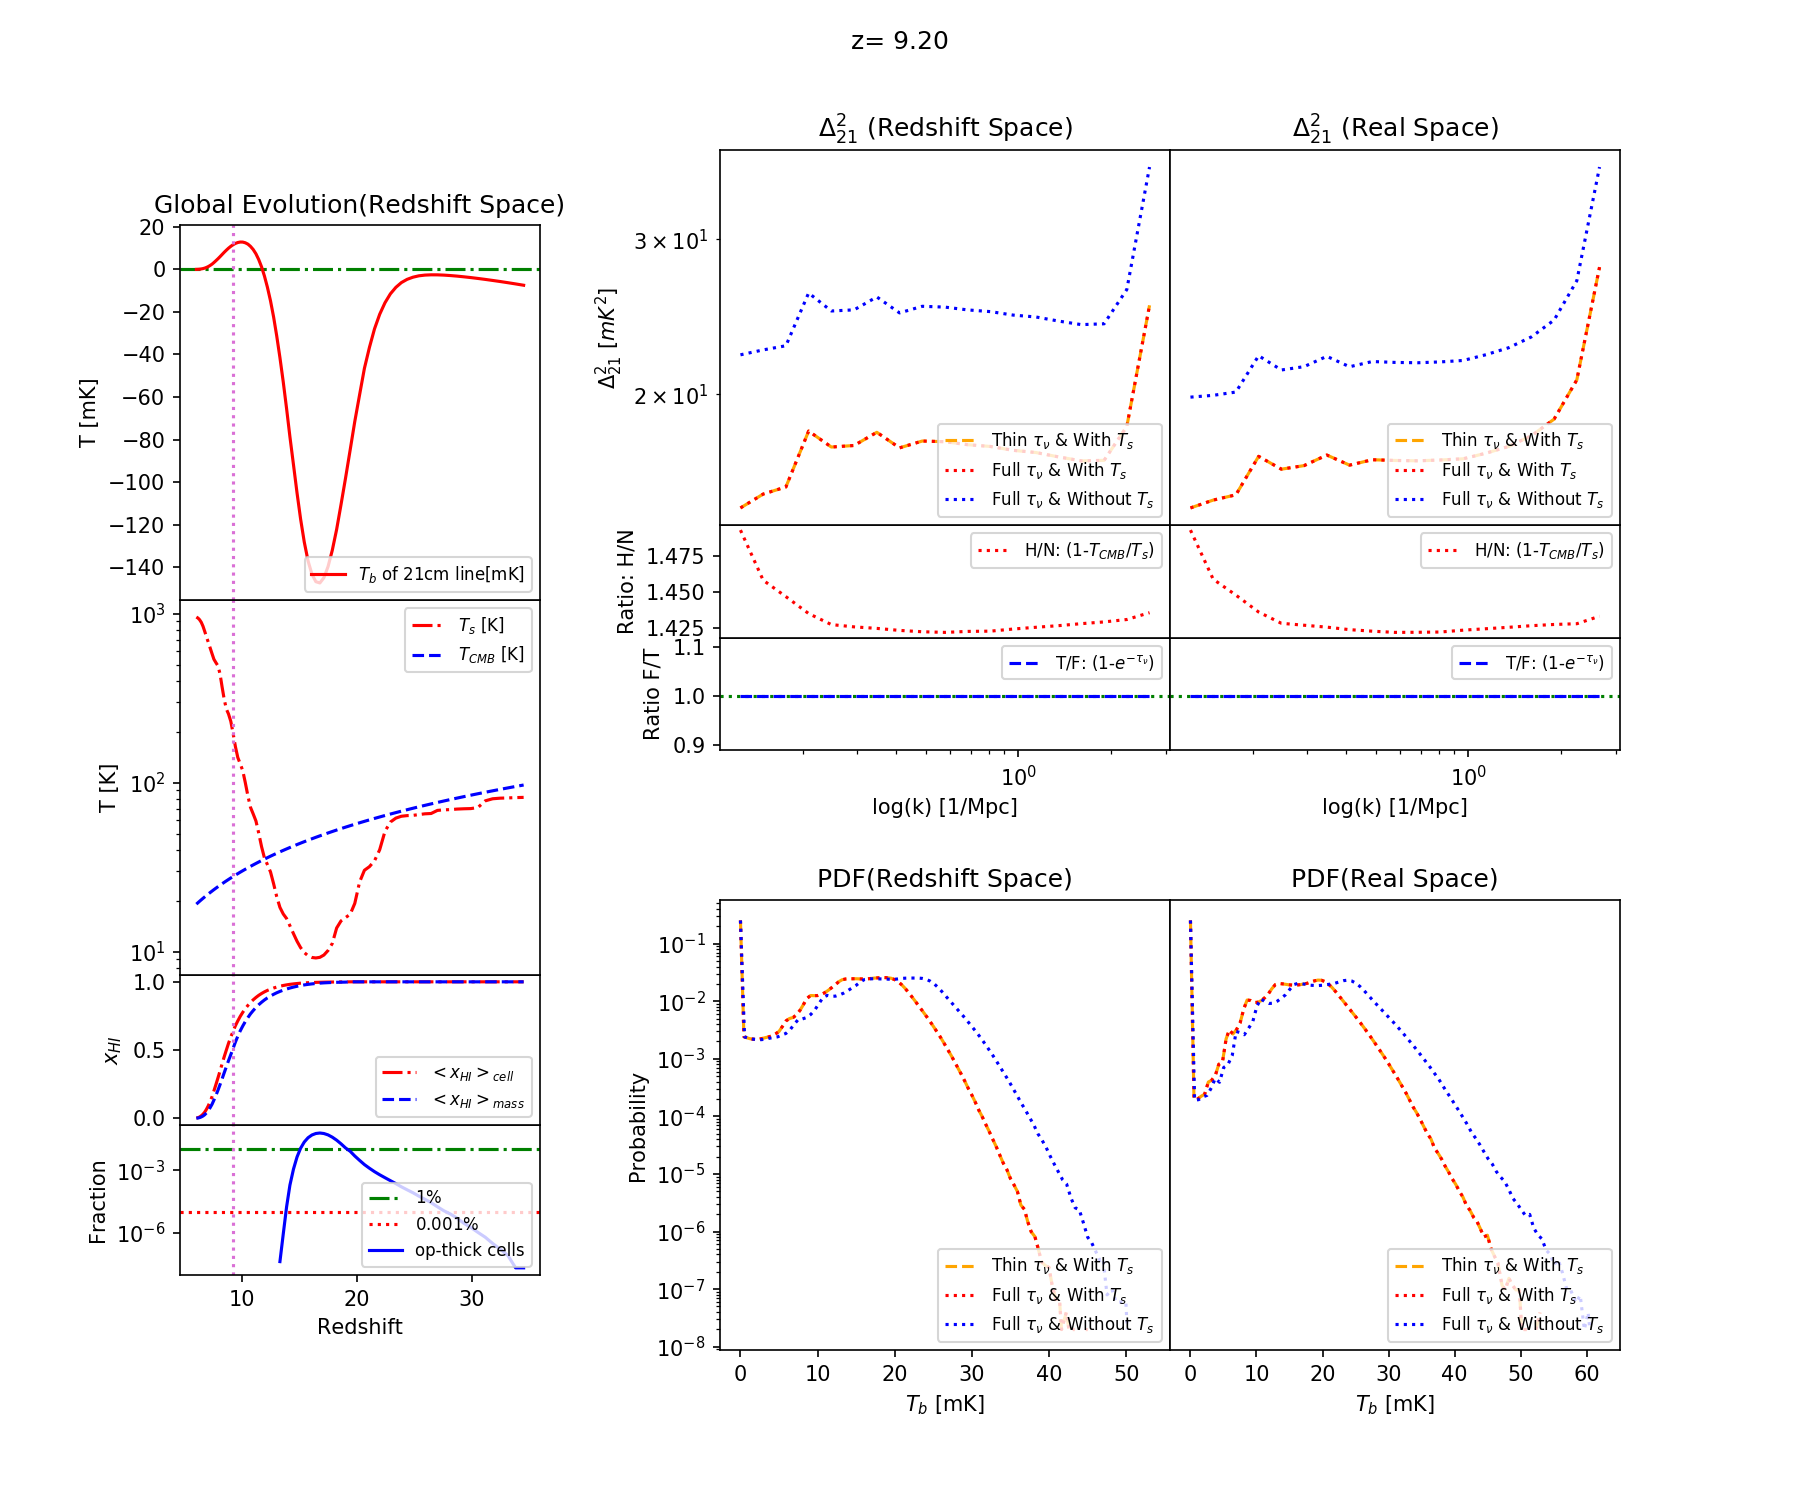 z= 9.20
Global Evolution(Redshift Space)
20
0
−20
−40
−60
−80
−100
−120
−140
T [mK]
T_b of 21cm line[mK]
10^3
10^2
10^1
T [K]
T_s [K]
T_CMB [K]
1.0
0.5
0.0
x_HI
<x_HI>_cell
<x_HI>_mass
10^−3
10^−6
Fraction
1%
0.001%
op-thick cells
10 20 30
Redshift
Δ^2_21 (Redshift Space)
Δ^2_21 (Real Space)
3×10^1
2×10^1
Δ^2_21 [mK^2]
Thin τ_ν & With T_s
Full τ_ν & With T_s
Full τ_ν & Without T_s
Thin τ_ν & With T_s
Full τ_ν & With T_s
Full τ_ν & Without T_s
1.475
1.450
1.425
Ratio: H/N
H/N: (1-T_CMB/T_s)
H/N: (1-T_CMB/T_s)
1.1
1.0
0.9
Ratio F/T
T/F: (1-e^−τ_ν)
T/F: (1-e^−τ_ν)
10^0
10^0
log(k) [1/Mpc]
log(k) [1/Mpc]
PDF(Redshift Space)
PDF(Real Space)
10^−1
10^−2
10^−3
10^−4
10^−5
10^−6
10^−7
10^−8
Probability
Thin τ_ν & With T_s
Full τ_ν & With T_s
Full τ_ν & Without T_s
Thin τ_ν & With T_s
Full τ_ν & With T_s
Full τ_ν & Without T_s
0 10 20 30 40 50
0 10 20 30 40 50 60
T_b [mK]
T_b [mK]